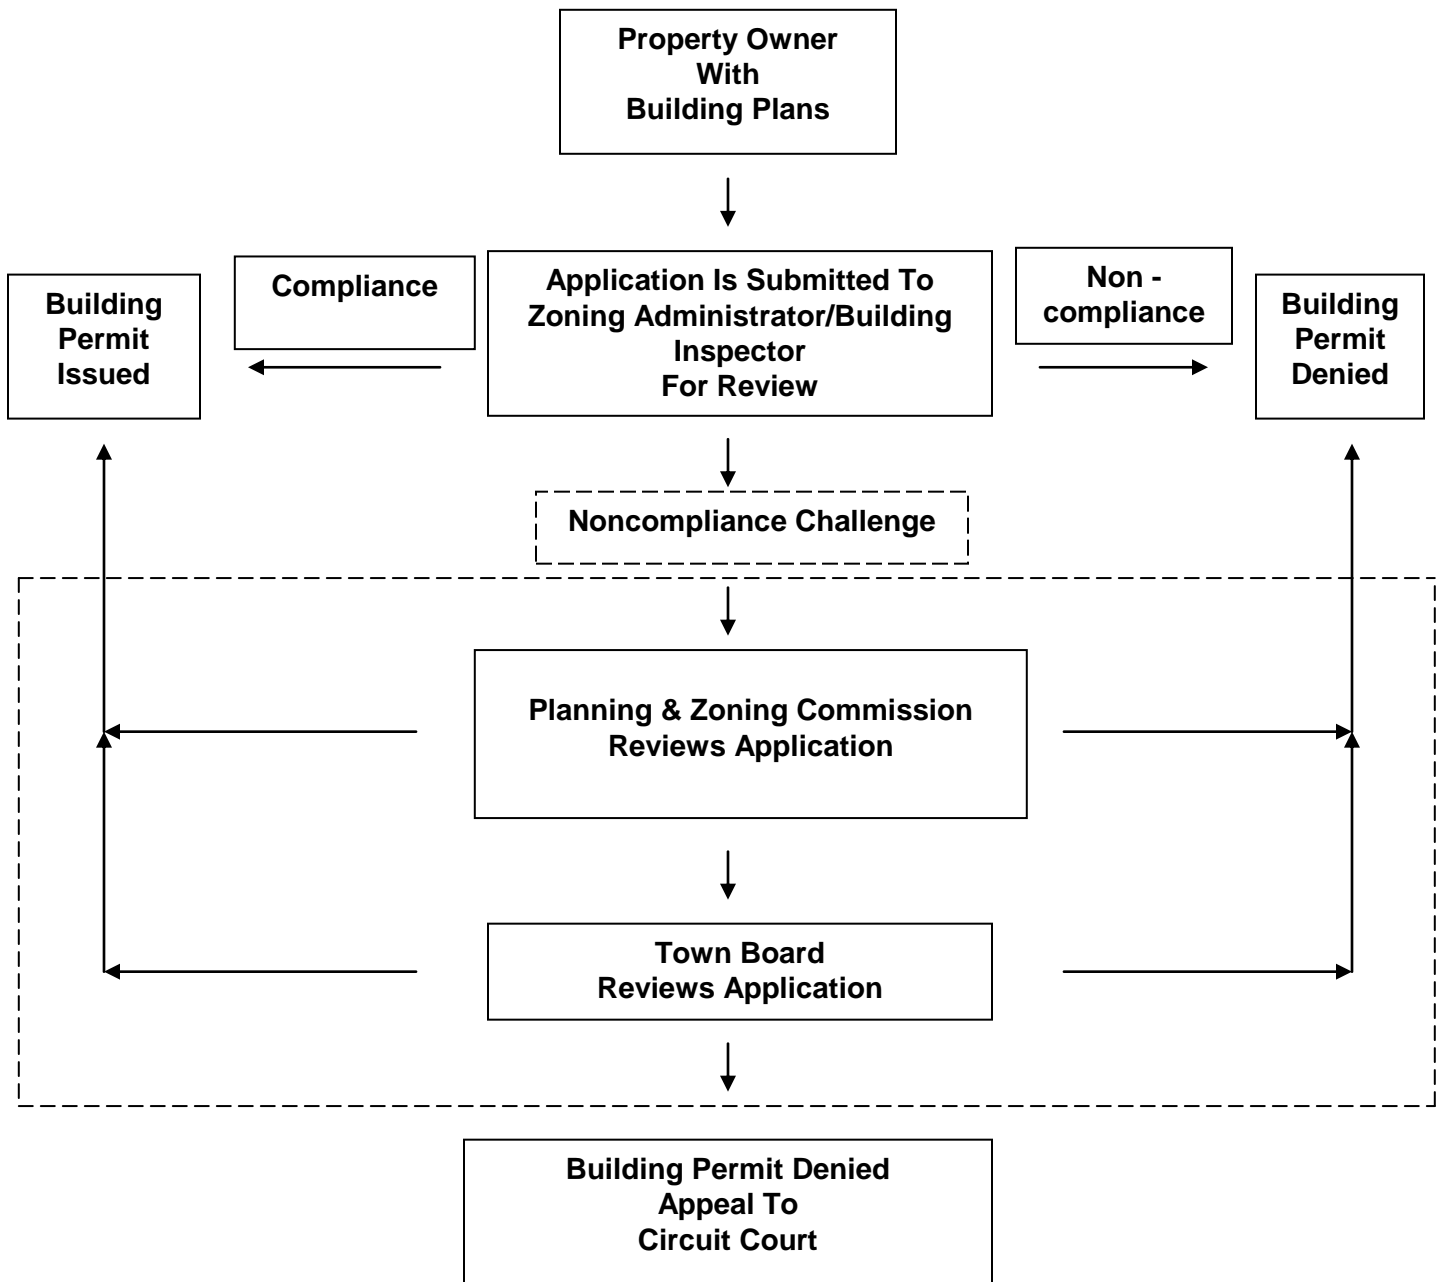 Property Owner
With
Building Plans
Building
Permit
Issued
Compliance
Application Is Submitted To
Zoning Administrator/Building
Inspector
For Review
Non -
compliance
Building
Permit
Denied
Noncompliance Challenge
Planning & Zoning Commission
Reviews Application
Town Board
Reviews Application
Building Permit Denied
Appeal To
Circuit Court